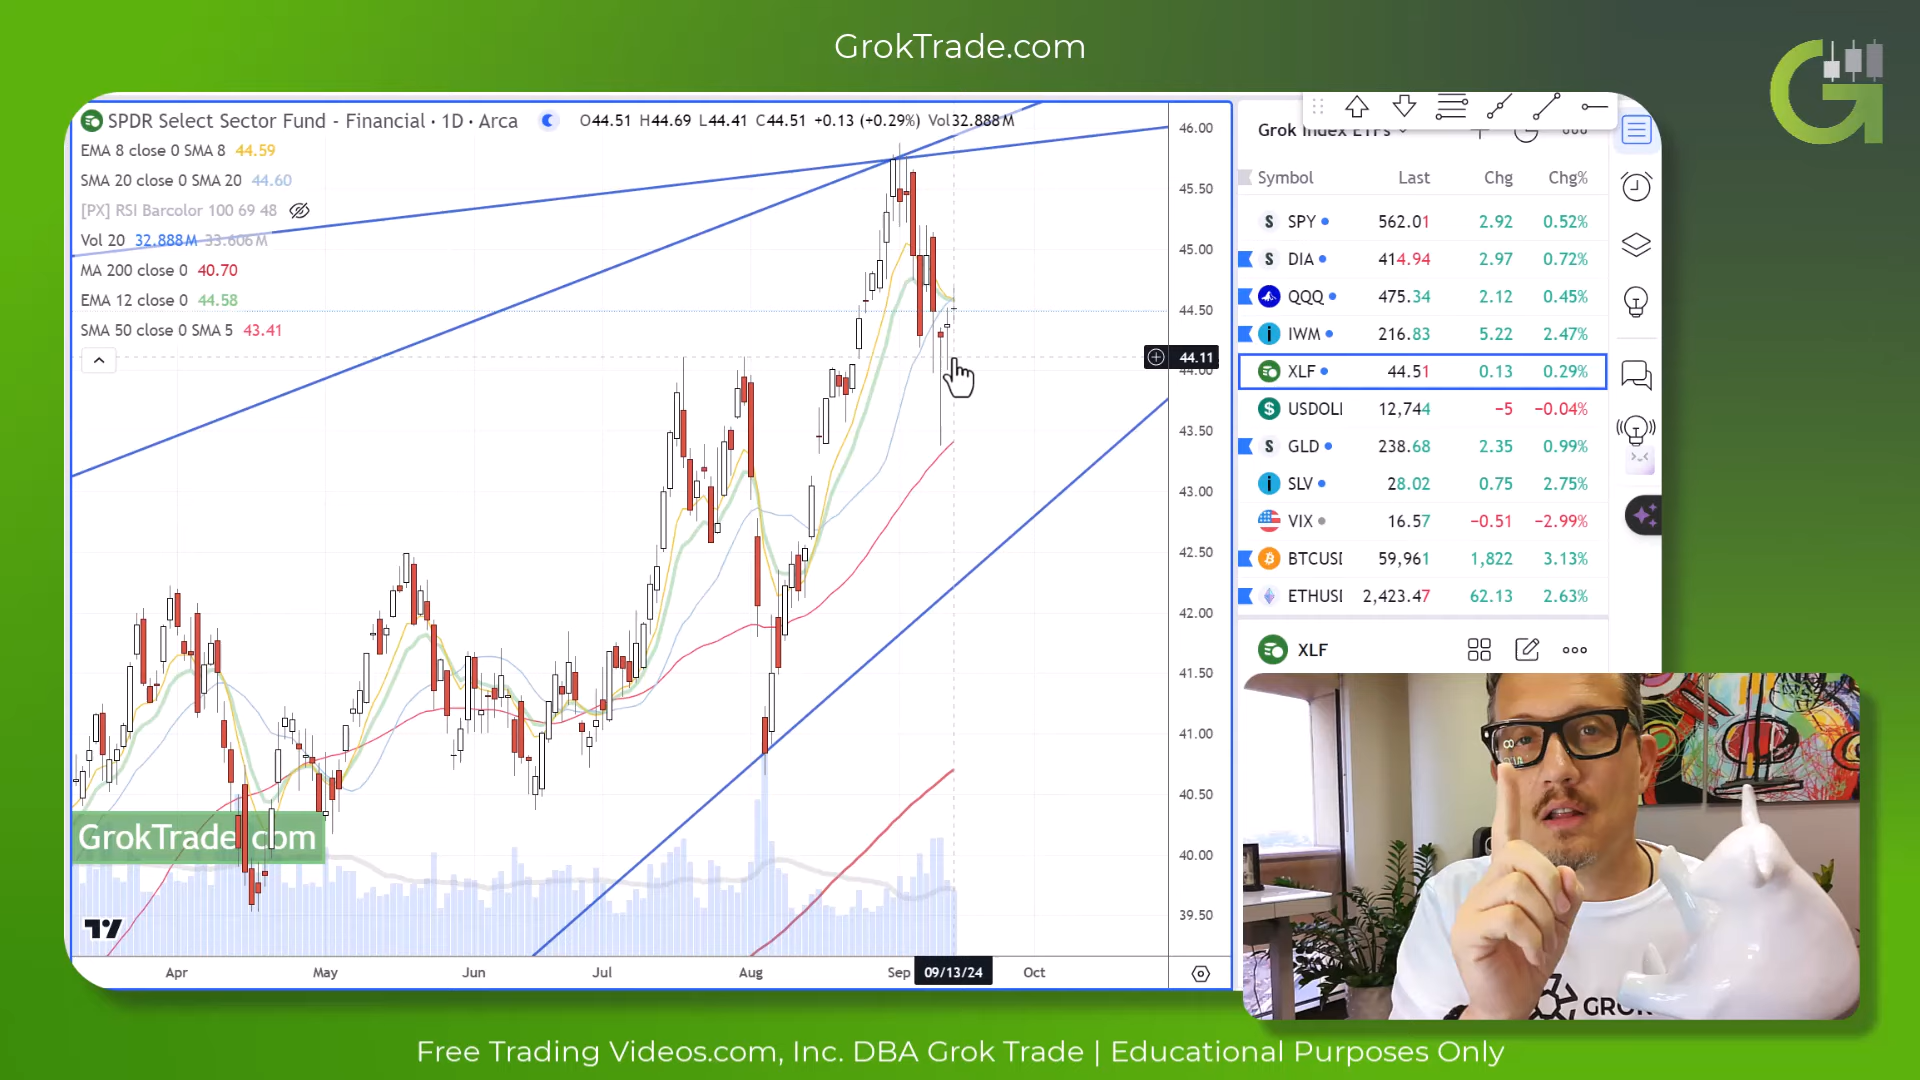 GrokTrade.com
SPDR Select Sector Fund - Financial · 1D · Arca O44.51 H44.69 L44.41 C44.51 +0.13 (+0.29%) Vol32.888M
EMA 8 close 0 SMA 8 44.59
SMA 20 close 0 SMA 20 44.60
[PX] RSI Barcolor 100 69 48
Vol 20 32.888M 33.606M
MA 200 close 0 40.70
EMA 12 close 0 44.58
SMA 50 close 0 SMA 5 43.41
46.00
45.50
45.00
44.50
44.11
44.00
43.50
43.00
42.50
42.00
41.50
41.00
40.50
40.00
39.50
GrokTrade.com
Apr May Jun Jul Aug Sep 09/13/24 Oct
Grok Index ETFs
Symbol Last Chg Chg%
SPY 562.01 2.92 0.52%
DIA 414.94 2.97 0.72%
QQQ 475.34 2.12 0.45%
IWM 216.83 5.22 2.47%
XLF 44.51 0.13 0.29%
USDOLI 12,744 −5 −0.04%
GLD 238.68 2.35 0.99%
SLV 28.02 0.75 2.75%
VIX 16.57 −0.51 −2.99%
BTCUSI 59,961 1,822 3.13%
ETHUSI 2,423.47 62.13 2.63%
XLF
Free Trading Videos.com, Inc. DBA Grok Trade | Educational Purposes Only